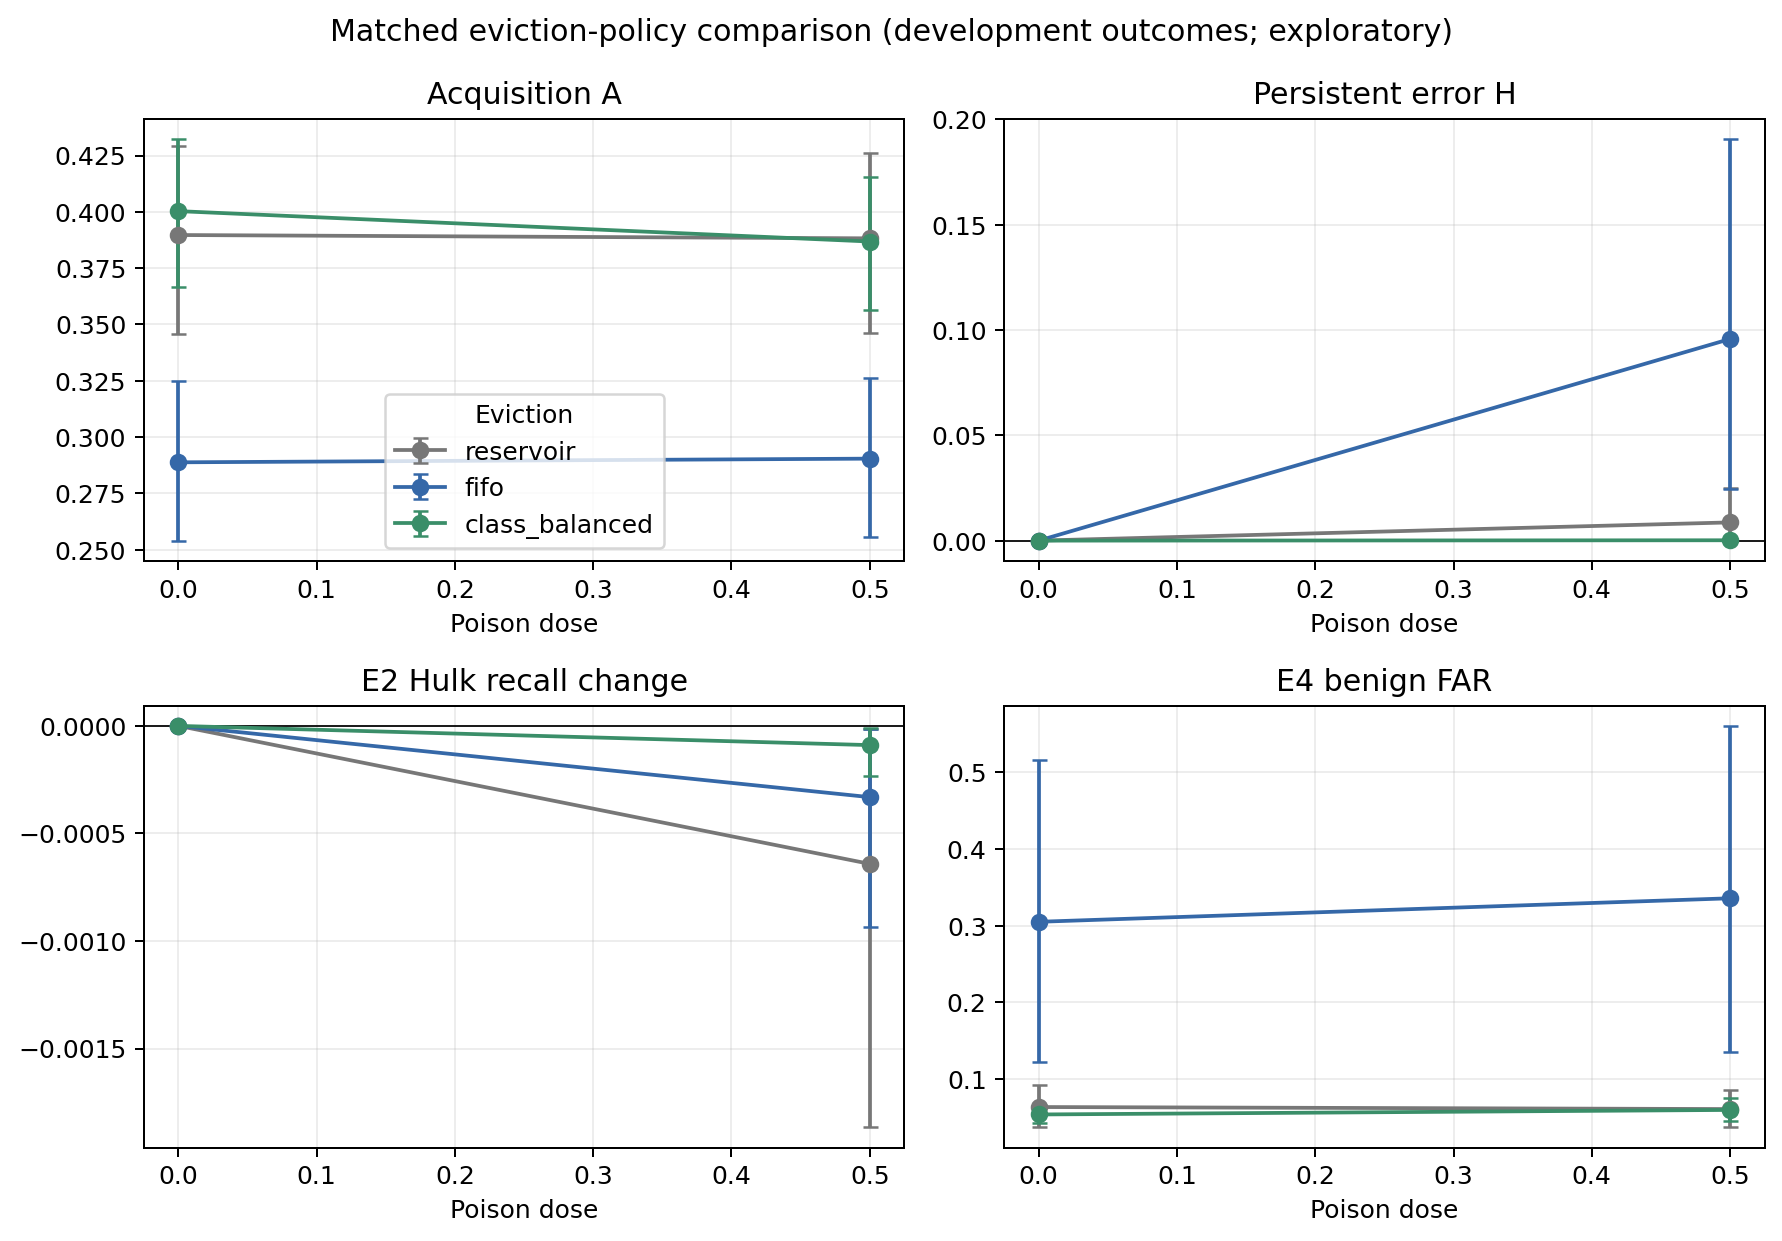 Matched eviction-policy comparison (development outcomes; exploratory)
Acquisition A
0.425
0.400
0.375
0.350
0.325
0.300
0.275
0.250
Eviction
reservoir
fifo
class_balanced
0.0 0.1 0.2 0.3 0.4 0.5
Poison dose
Persistent error H
0.20
0.15
0.10
0.05
0.00
0.0 0.1 0.2 0.3 0.4 0.5
Poison dose
E2 Hulk recall change
0.0000
−0.0005
−0.0010
−0.0015
0.0 0.1 0.2 0.3 0.4 0.5
Poison dose
E4 benign FAR
0.5
0.4
0.3
0.2
0.1
0.0 0.1 0.2 0.3 0.4 0.5
Poison dose